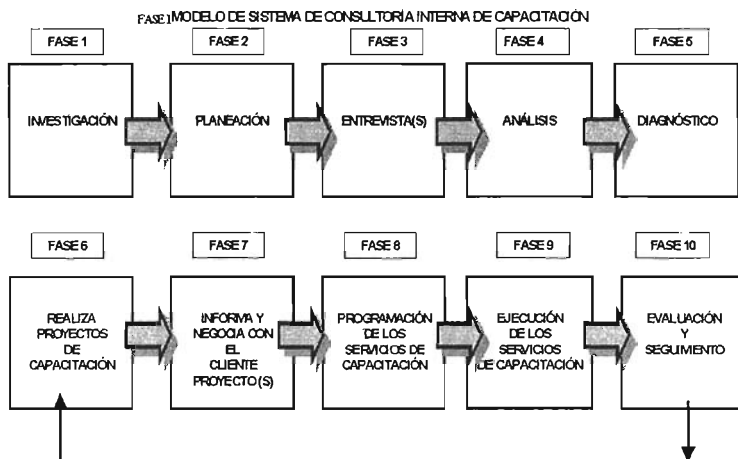 FASE 1 MODELO DE SISTEMA DE CONSULTORÍA INTERNA DE CAPACITACIÓN
FASE 1
FASE 2
FASE 3
FASE 4
FASE 5
INVESTIGACIÓN
PLANEACIÓN
ENTREVISTA(S)
ANÁLISIS
DIAGNÓSTICO
FASE 6
FASE 7
FASE 8
FASE 9
FASE 10
REALIZA
PROYECTOS
DE
CAPACITACIÓN
INFORMA Y
NEGOCIA CON
EL
CLIENTE
PROYECTO(S)
PROGRAMACIÓN
DE LOS
SERVICIOS DE
CAPACITACIÓN
EJECUCIÓN
DE LOS
SERVICIOS
DE CAPACITACIÓN
EVALUACIÓN
Y
SEGUIMIENTO